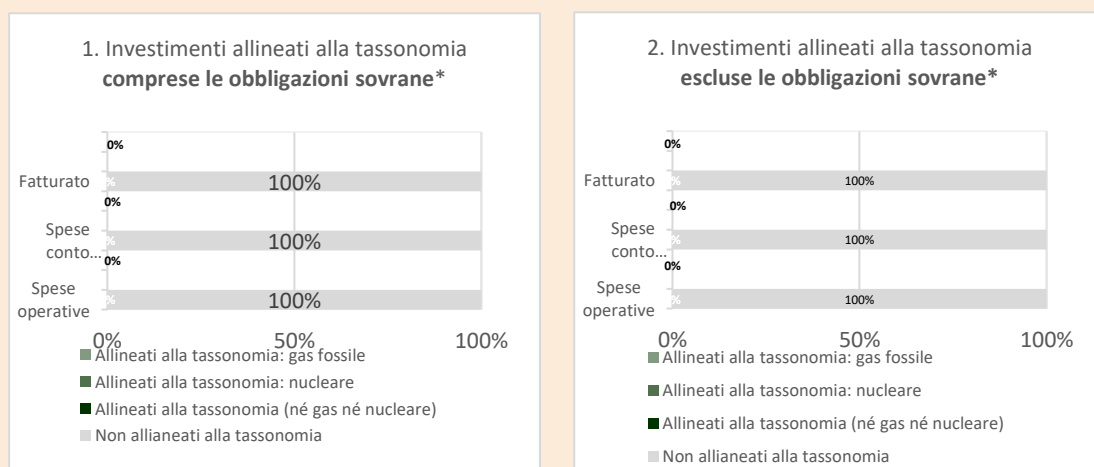 1. Investimenti allineati alla tassonomia
comprese le obbligazioni sovrane*
0%
Fatturato
%
100%
0%
Spese
conto...
%
100%
0%
Spese
operative
%
100%
0%
50%
100%
Allineati alla tassonomia: gas fossile
Allineati alla tassonomia: nucleare
Allineati alla tassonomia (né gas né nucleare)
Non allianeati alla tassonomia
2. Investimenti allineati alla tassonomia
escluse le obbligazioni sovrane*
0%
Fatturato
%
100%
0%
Spese
conto...
%
100%
0%
Spese
operative
%
100%
0%
50%
100%
Allineati alla tassonomia: gas fossile
Allineati alla tassonomia: nucleare
Allineati alla tassonomia (né gas né nucleare)
Non allianeati alla tassonomia